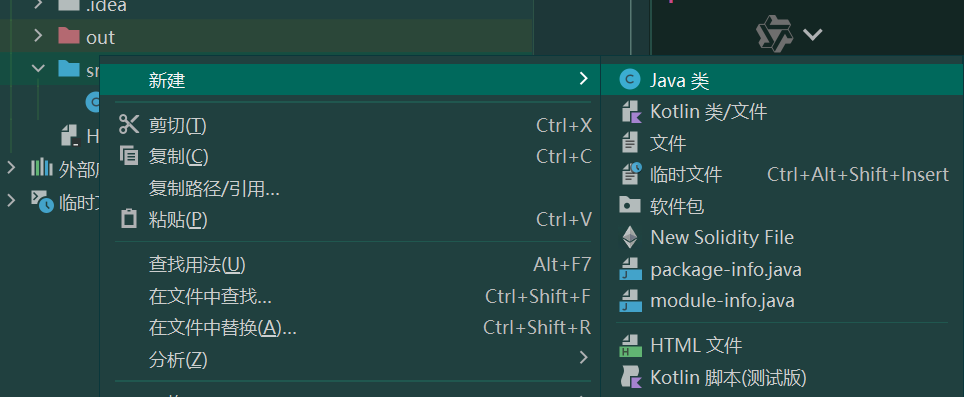 .idea
out
新建
剪切(T) Ctrl+X
复制(C) Ctrl+C
复制路径/引用...
粘贴(P) Ctrl+V
查找用法(U) Alt+F7
在文件中查找... Ctrl+Shift+F
在文件中替换(A)... Ctrl+Shift+R
分析(Z)
外部
临时文
Java 类
Kotlin 类/文件
文件
临时文件 Ctrl+Alt+Shift+Insert
软件包
New Solidity File
package-info.java
module-info.java
HTML 文件
Kotlin 脚本(测试版)